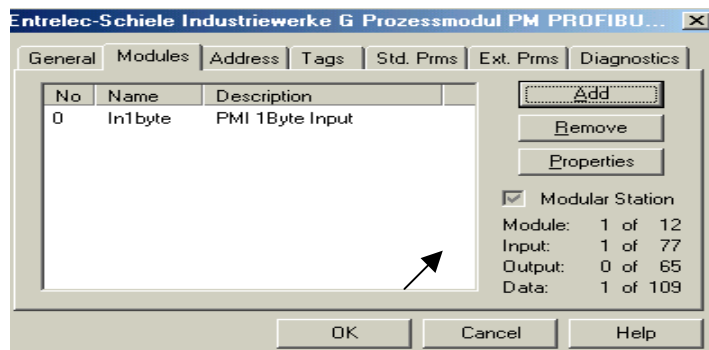 Entrelec-Schiele Industriewerke G Prozessmodul PM PROFIBU...
General Modules Address Tags Std. Prms Ext. Prms Diagnostics
No Name Description
0 In1byte PMI 1Byte Input
Add
Remove
Properties
Modular Station
Module: 1 of 12
Input: 1 of 77
Output: 0 of 65
Data: 1 of 109
OK Cancel Help